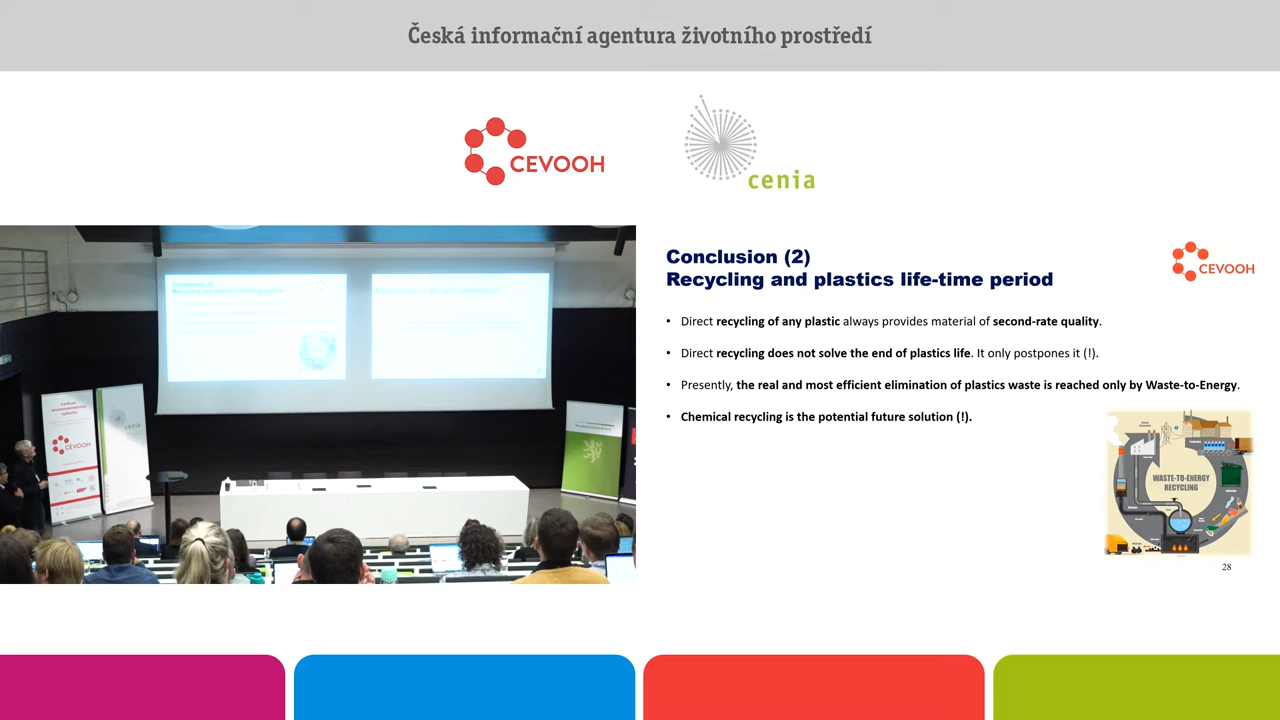 Česká informační agentura životního prostředí
CEVOOH
cenia
Conclusion (2)
Recycling and plastics life-time period
CEVOOH
• Direct recycling of any plastic always provides material of second-rate quality.
• Direct recycling does not solve the end of plastics life. It only postpones it (!).
• Presently, the real and most efficient elimination of plastics waste is reached only by Waste-to-Energy.
• Chemical recycling is the potential future solution (!).
WASTE-TO-ENERGY
RECYCLING
28
CEVOOH
cenia